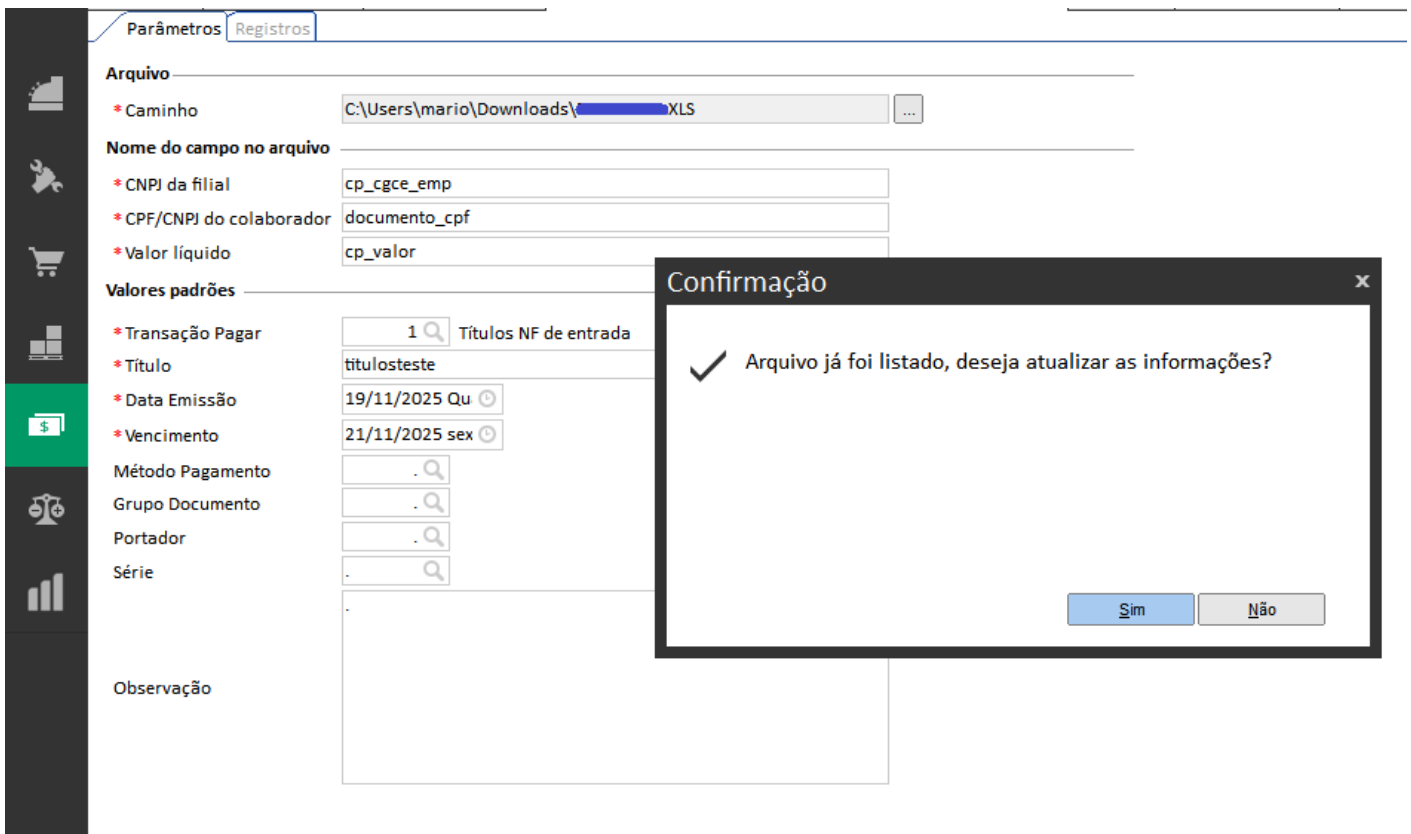 Parâmetros Registros
Arquivo
* Caminho C:\Users\mario\Downloads\ XLS ...
Nome do campo no arquivo
* CNPJ da filial cp_cgce_emp
* CPF/CNPJ do colaborador documento_cpf
* Valor líquido cp_valor
Valores padrões
* Transação Pagar 1 Títulos NF de entrada
* Título titulosteste
* Data Emissão 19/11/2025 Qu
* Vencimento 21/11/2025 sex
Método Pagamento .
Grupo Documento .
Portador .
Série .
.
Observação
Confirmação x
Arquivo já foi listado, deseja atualizar as informações?
Sim Não
$